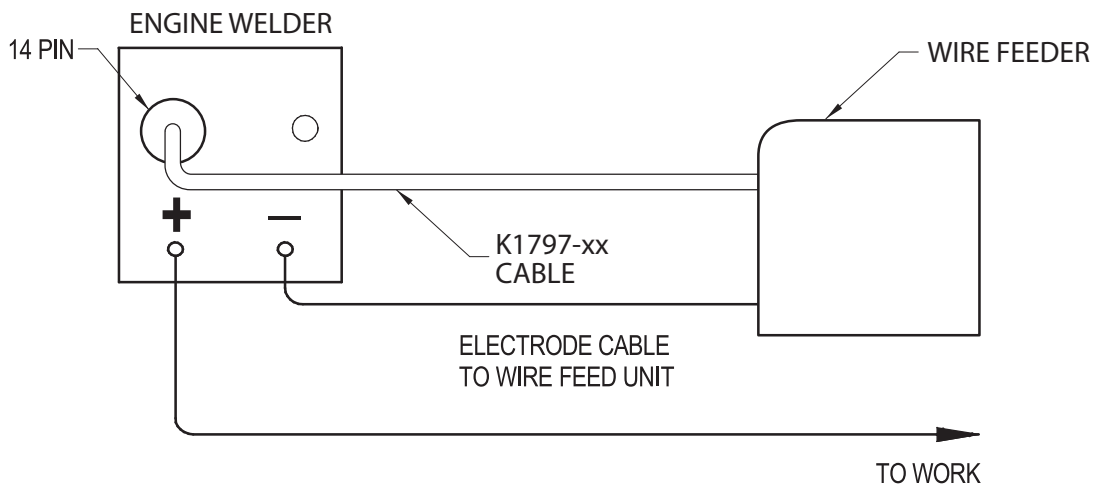 ENGINE WELDER
14 PIN
WIRE FEEDER
+
−
K1797-xx
CABLE
ELECTRODE CABLE
TO WIRE FEED UNIT
TO WORK